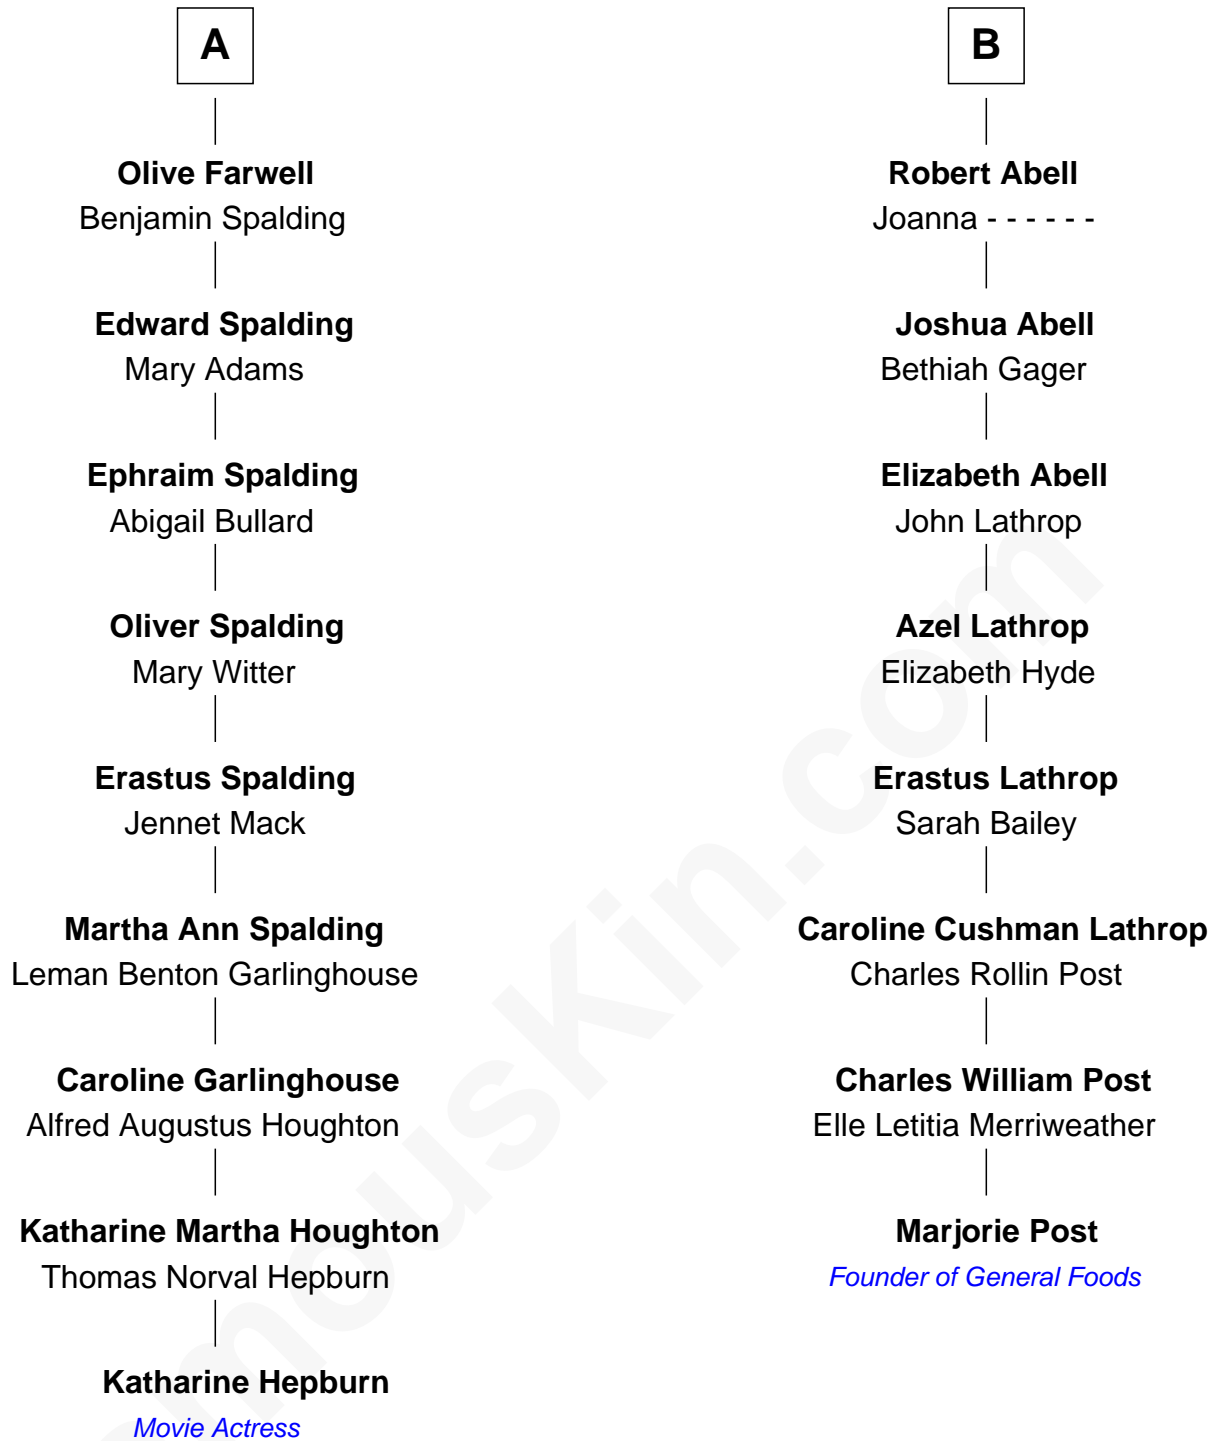 A
Olive Farwell
Benjamin Spalding
Edward Spalding
Mary Adams
Ephraim Spalding
Abigail Bullard
Oliver Spalding
Mary Witter
Erastus Spalding
Jennet Mack
Martha Ann Spalding
Leman Benton Garlinghouse
Caroline Garlinghouse
Alfred Augustus Houghton
Katharine Martha Houghton
Thomas Norval Hepburn
Katharine Hepburn
Movie Actress
B
Robert Abell
Joanna - - - - - -
Joshua Abell
Bethiah Gager
Elizabeth Abell
John Lathrop
Azel Lathrop
Elizabeth Hyde
Erastus Lathrop
Sarah Bailey
Caroline Cushman Lathrop
Charles Rollin Post
Charles William Post
Elle Letitia Merriweather
Marjorie Post
Founder of General Foods
mousKin.com